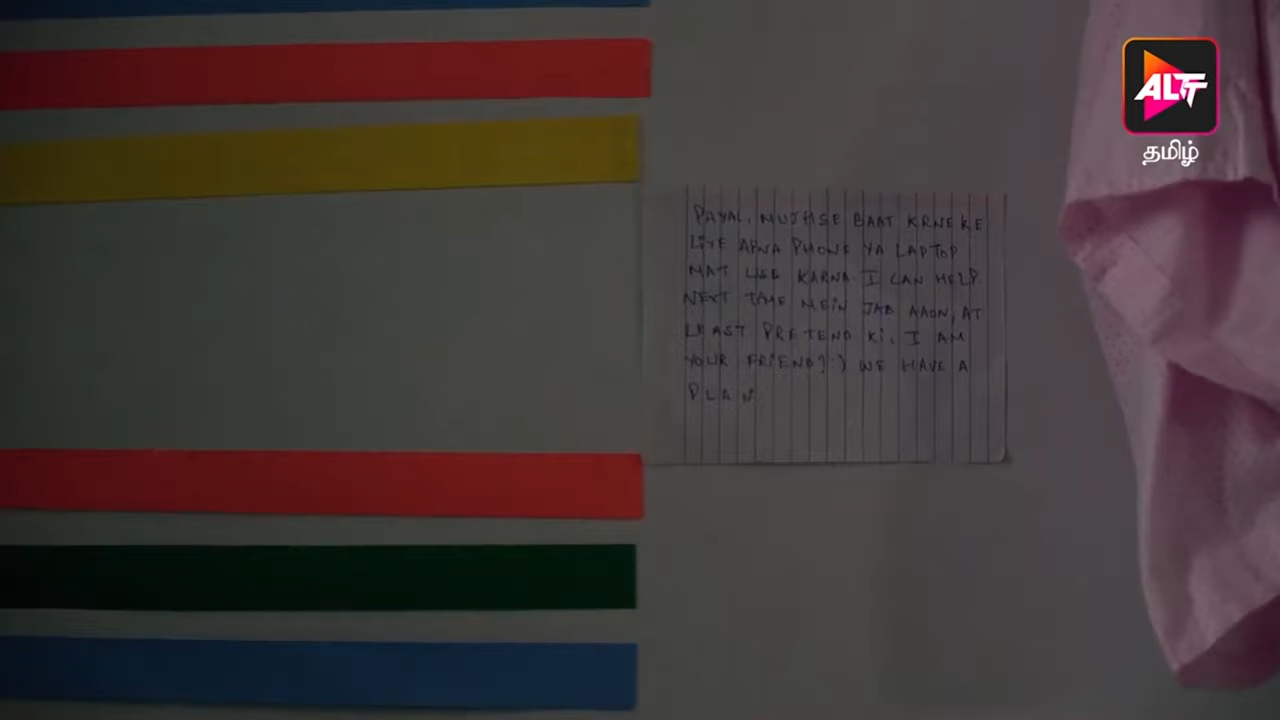 ALTT
தமிழ்
PAYAL. MUJHSE BAAT KRNE KE
LIYE APNA PHONE YA LAPTOP
MAT USE KARNA I CAN HELP
NEXT TIME MEIN JAB AAON, AT
LEAST PRETEND KI. I AM
YOUR FRIEND? :) WE HAVE A
PLAN